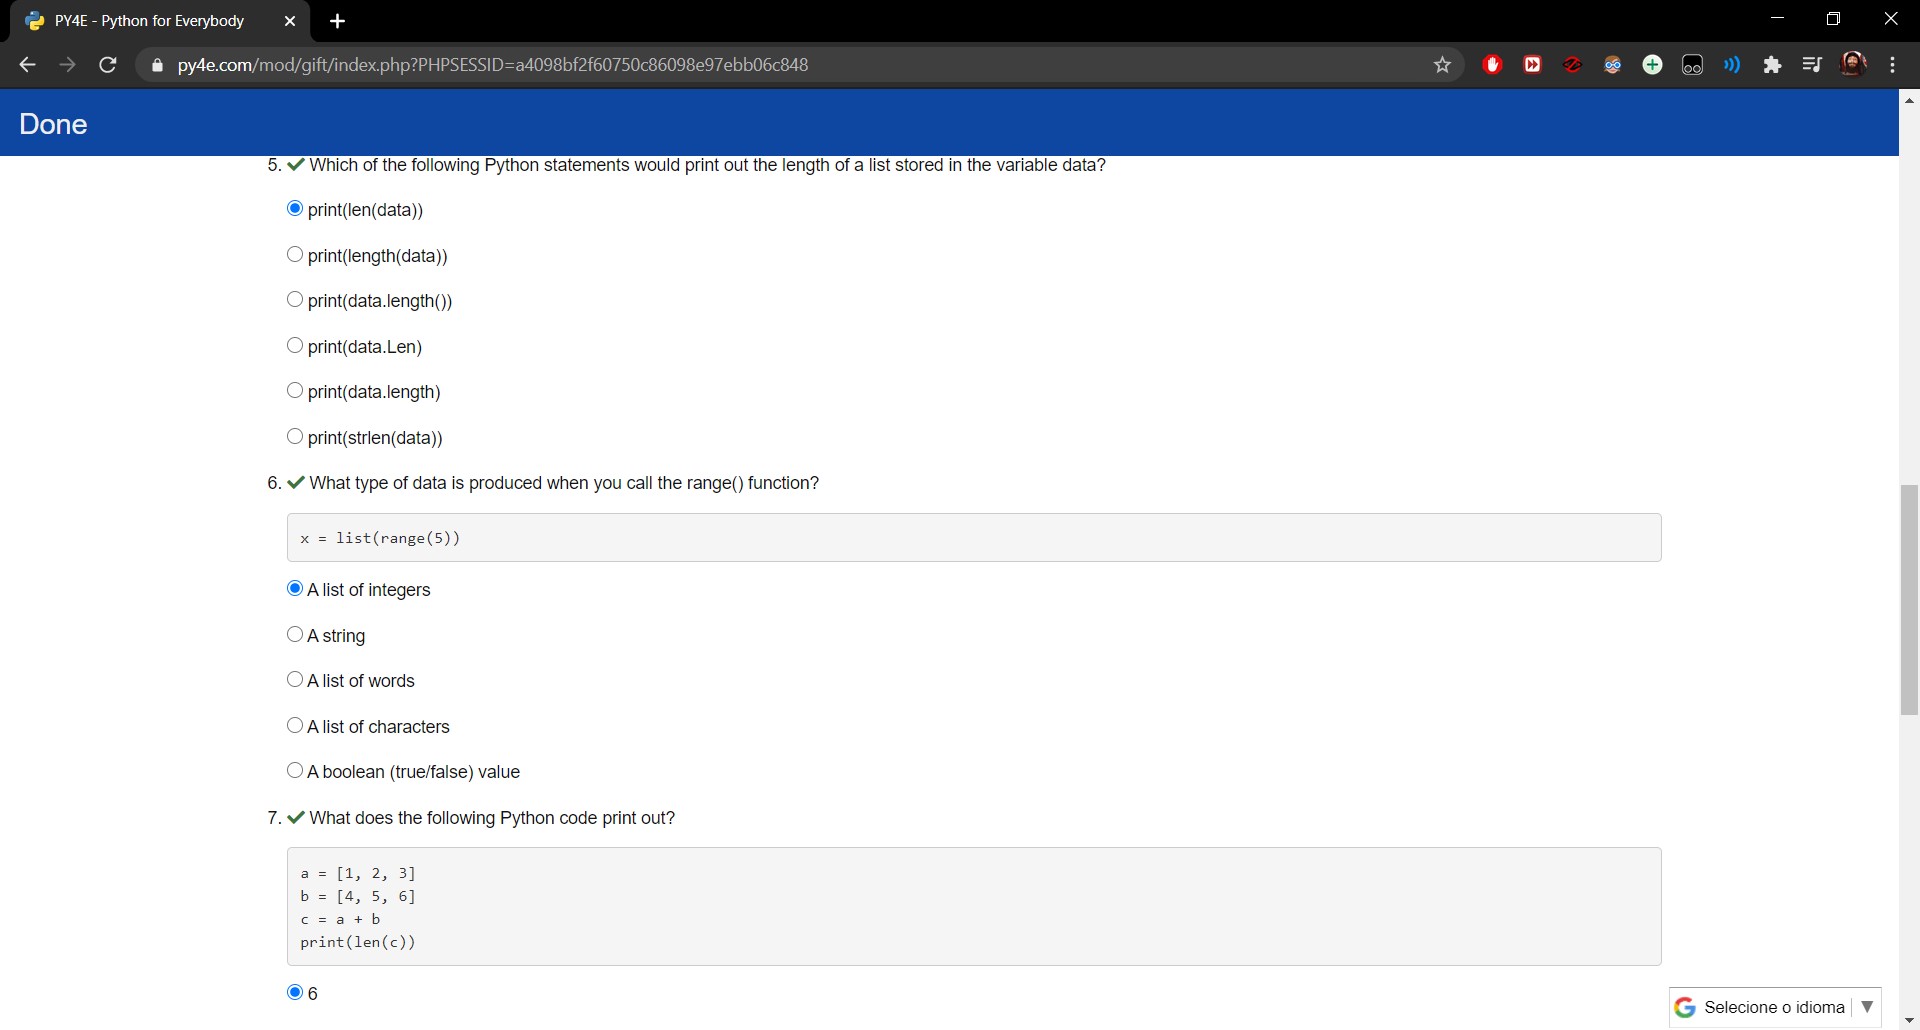 PY4E - Python for Everybody
py4e.com/mod/gift/index.php?PHPSESSID=a4098bf2f60750c86098e97ebb06c848
Done
5. Which of the following Python statements would print out the length of a list stored in the variable data?
print(len(data))
print(length(data))
print(data.length())
print(data.Len)
print(data.length)
print(strlen(data))
6. What type of data is produced when you call the range() function?
x = list(range(5))
A list of integers
A string
A list of words
A list of characters
A boolean (true/false) value
7. What does the following Python code print out?
a = [1, 2, 3]
b = [4, 5, 6]
c = a + b
print(len(c))
6
Selecione o idioma